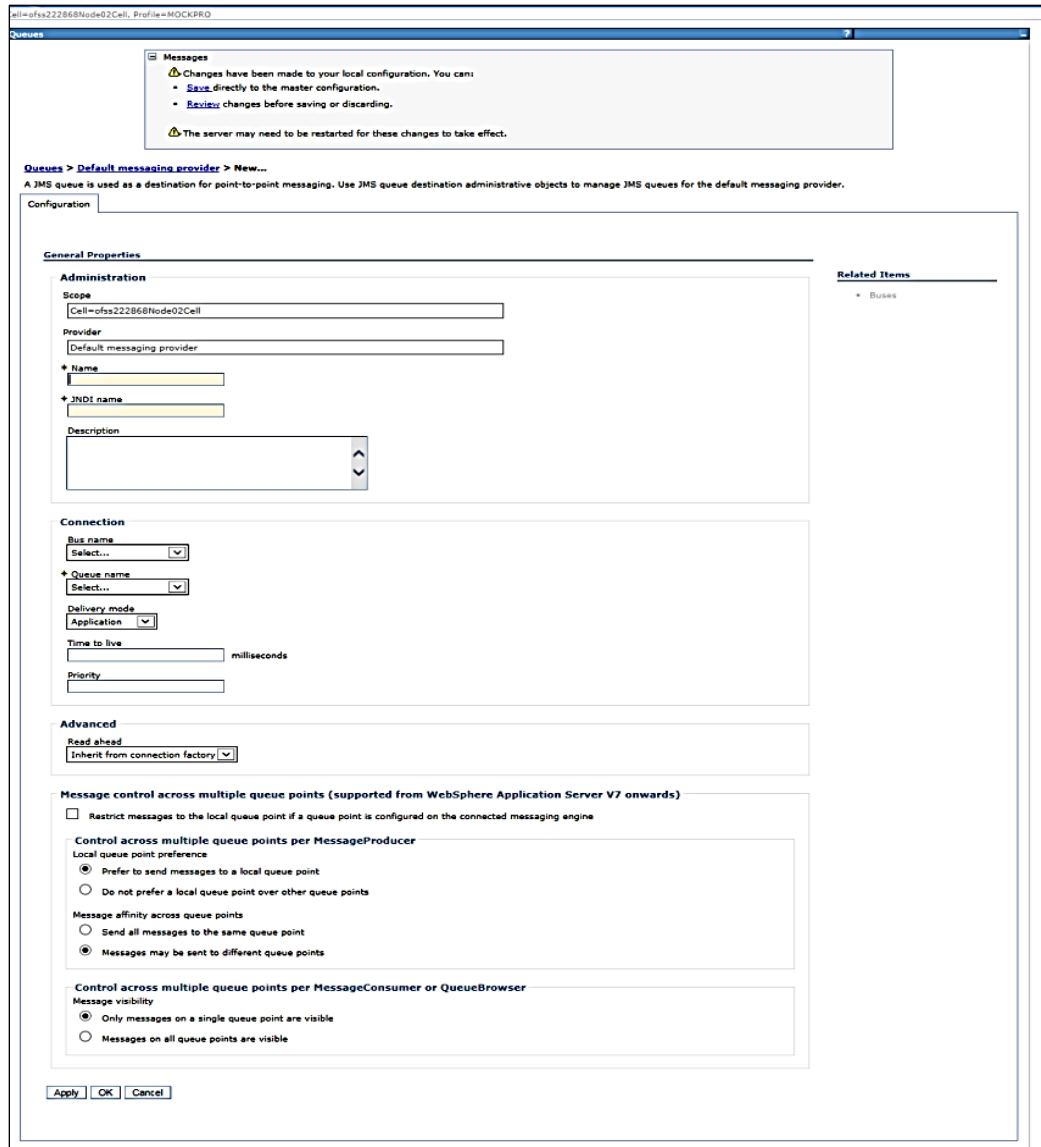 Cell=ofss222868Node02Cell, Profile=MOCKPRO
Queues ?
Messages
Changes have been made to your local configuration. You can:
• Save directly to the master configuration.
• Review changes before saving or discarding.
The server may need to be restarted for these changes to take effect.
Queues > Default messaging provider > New...
A JMS queue is used as a destination for point-to-point messaging. Use JMS queue destination administrative objects to manage JMS queues for the default messaging provider.
Configuration
General Properties
Administration
Scope
Cell=ofss222868Node02Cell
Provider
Default messaging provider
* Name
* JNDI name
Description
Related Items
• Buses
Connection
Bus name
Select...
* Queue name
Select...
Delivery mode
Application
Time to live
milliseconds
Priority
Advanced
Read ahead
Inherit from connection factory
Message control across multiple queue points (supported from WebSphere Application Server V7 onwards)
Restrict messages to the local queue point if a queue point is configured on the connected messaging engine
Control across multiple queue points per MessageProducer
Local queue point preference
Prefer to send messages to a local queue point
Do not prefer a local queue point over other queue points
Message affinity across queue points
Send all messages to the same queue point
Messages may be sent to different queue points
Control across multiple queue points per MessageConsumer or QueueBrowser
Message visibility
Only messages on a single queue point are visible
Messages on all queue points are visible
Apply OK Cancel